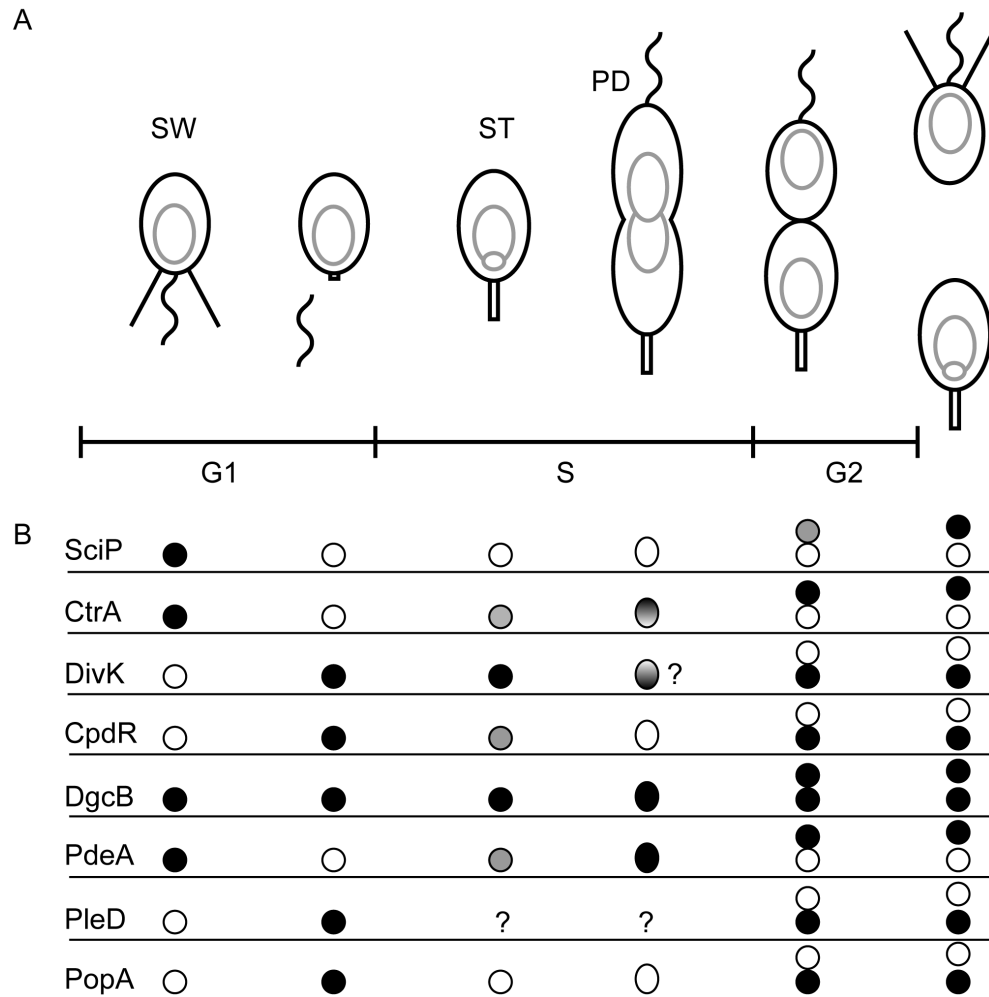 A
PD
SW
ST
G1
S
G2
B
SciP
CtrA
DivK ?
CpdR
DgcB
PdeA
PleD ? ?
PopA